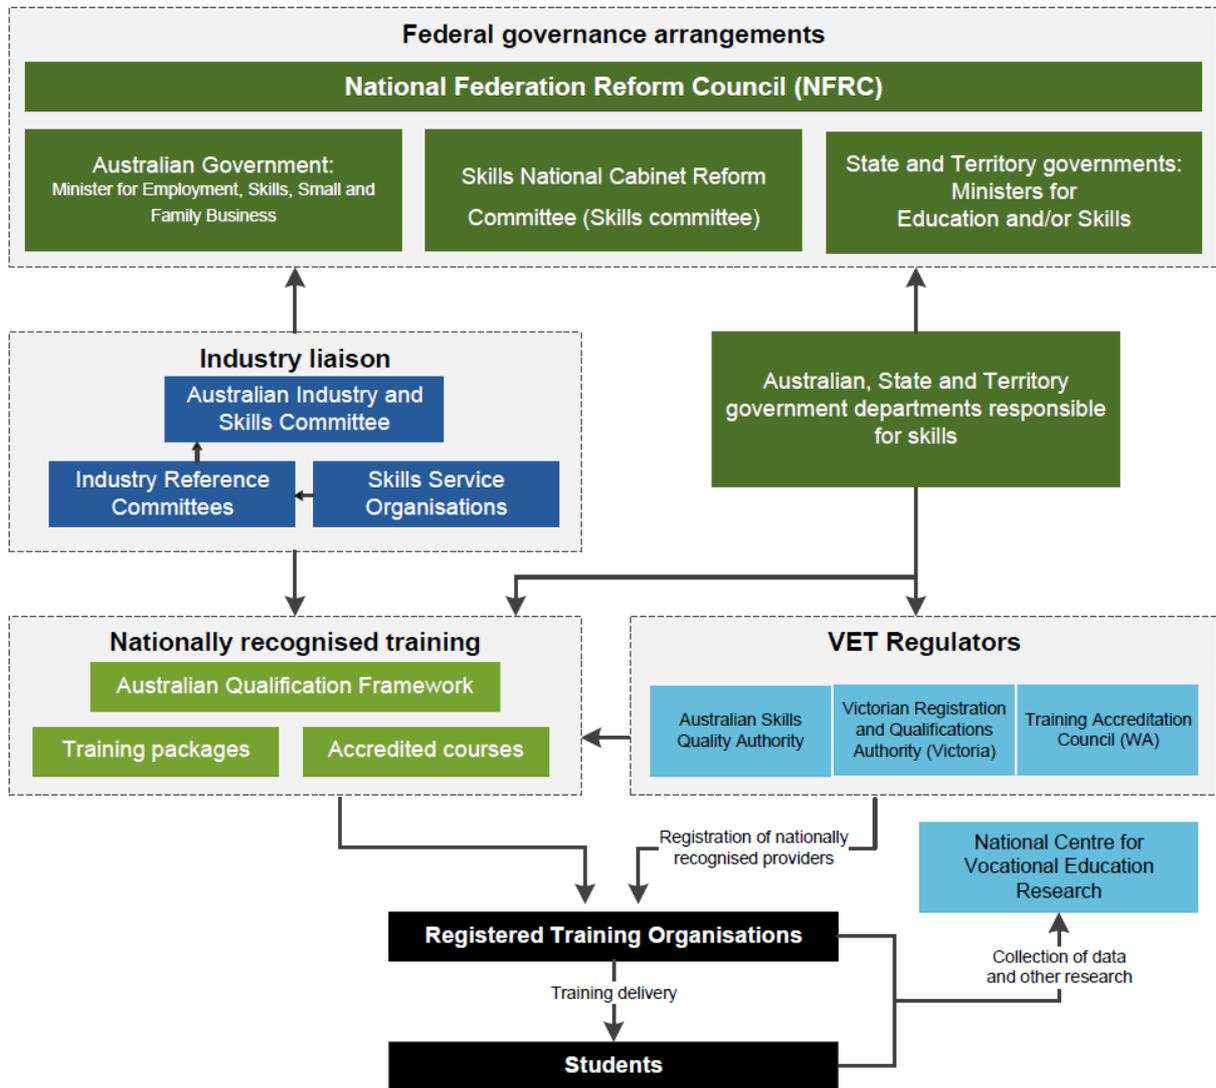 Federal governance arrangements
National Federation Reform Council (NFRC)
Australian Government:
Minister for Employment, Skills, Small and
Family Business
Skills National Cabinet Reform
Committee (Skills committee)
State and Territory governments:
Ministers for
Education and/or Skills
Industry liaison
Australian Industry and
Skills Committee
Industry Reference
Committees
Skills Service
Organisations
Australian, State and Territory
government departments responsible
for skills
Nationally recognised training
Australian Qualification Framework
Training packages
Accredited courses
VET Regulators
Australian Skills
Quality Authority
Victorian Registration
and Qualifications
Authority (Victoria)
Training Accreditation
Council (WA)
Registration of nationally
recognised providers
National Centre for
Vocational Education
Research
Registered Training Organisations
Collection of data
and other research
Training delivery
Students